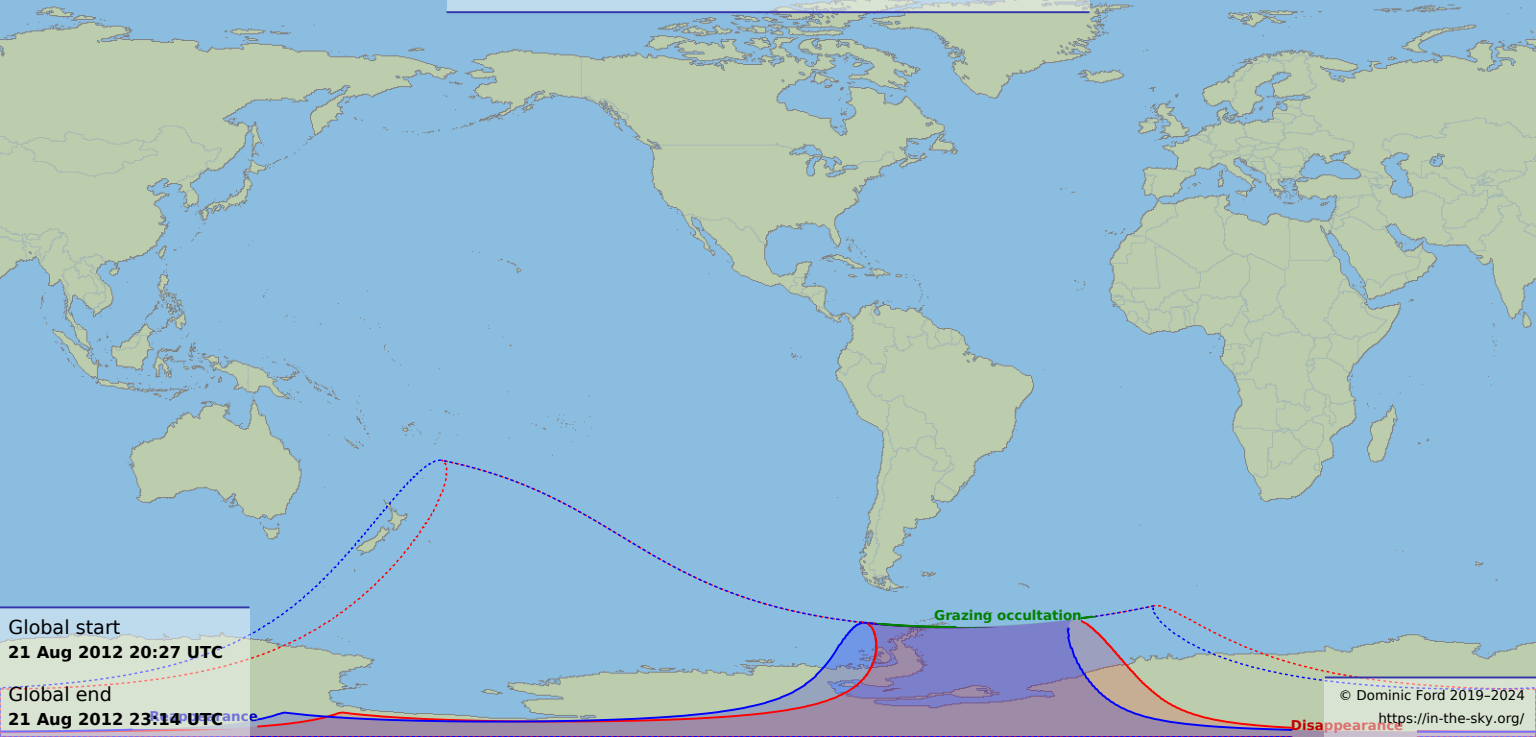 Grazing occultation
Global start
21 Aug 2012 20:27 UTC
Global end
21 Aug 2012 23:14 UTC
Reappearance
Disappearance
© Dominic Ford 2019–2024
https://in-the-sky.org/